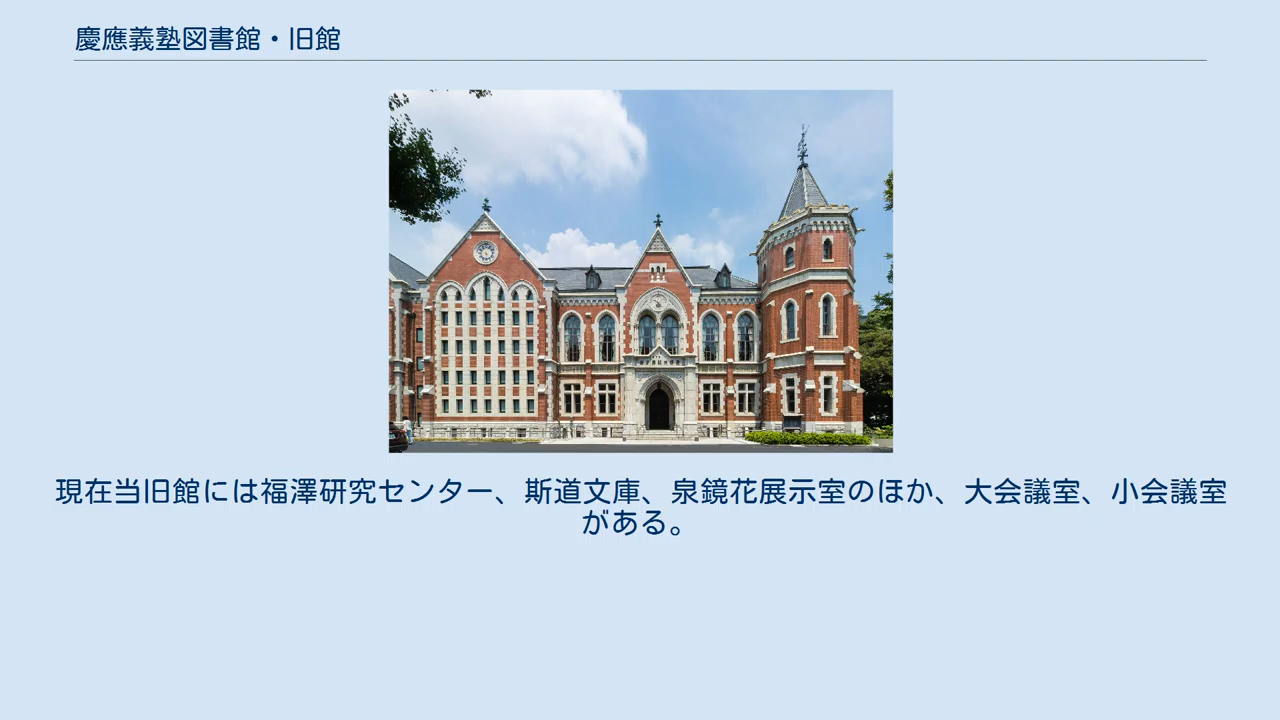 慶應義塾図書館・旧館
現在当旧館には福澤研究センター、斯道文庫、泉鏡花展示室のほか、大会議室、小会議室
がある。